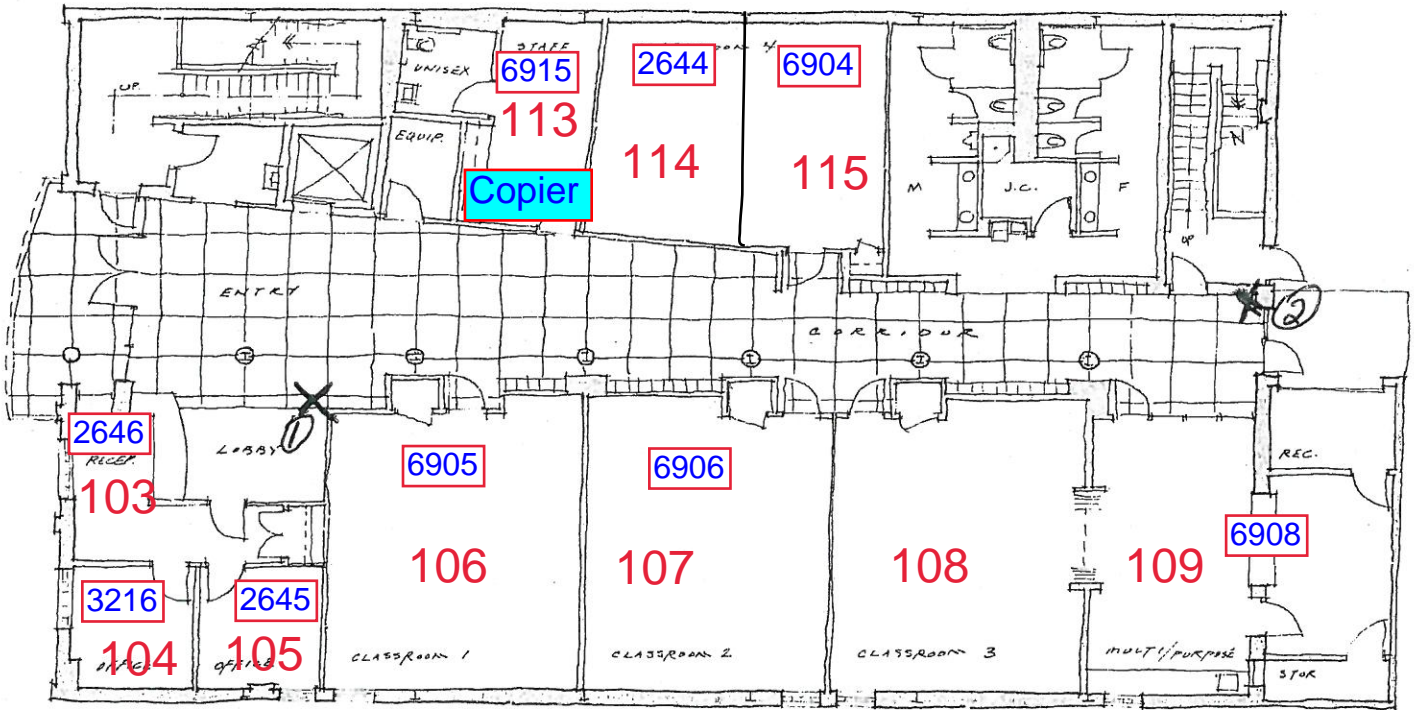 STAFF
UNISEX
6915
2644
6904
UP
113
EQUIP.
114
115
Copier
M
J.C.
F
UP
ENTRY
2
CORRIDOR
2646
LOBBY
1
RECEP.
103
6905
6906
REC.
6908
106
107
108
109
3216
2645
104
105
OFFICE
OFFICE
CLASSROOM 1
CLASSROOM 2
CLASSROOM 3
MULTI/PURPOSE
STOR